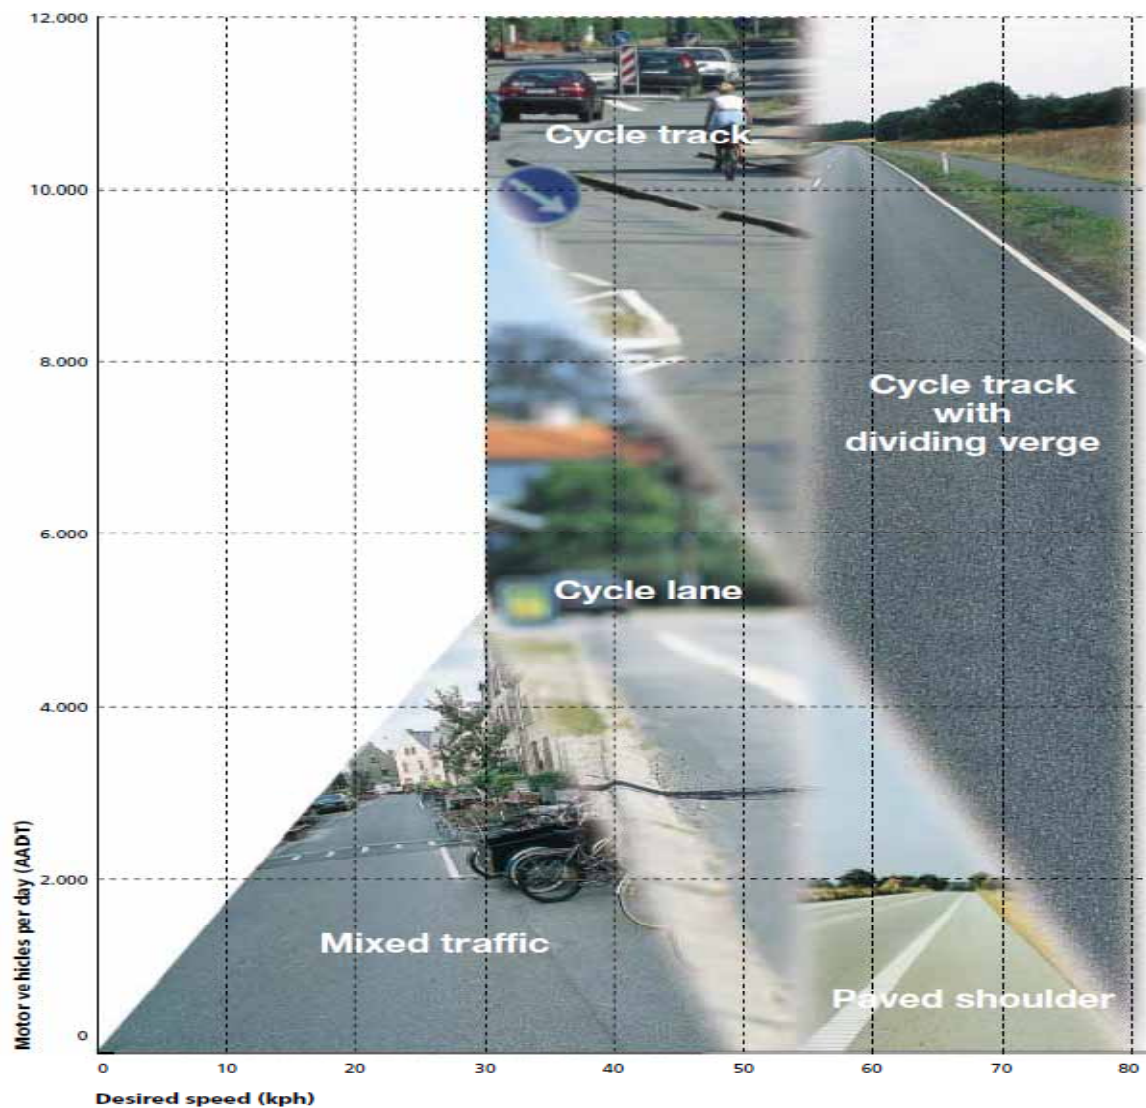 12.000
10.000
8.000
6.000
4.000
2.000
0
Motor vehicles per day (AADT)
Cycle track
Cycle track
with
dividing verge
Cycle lane
Mixed traffic
Paved shoulder
0 10 20 30 40 50 60 70 80
Desired speed (kph)